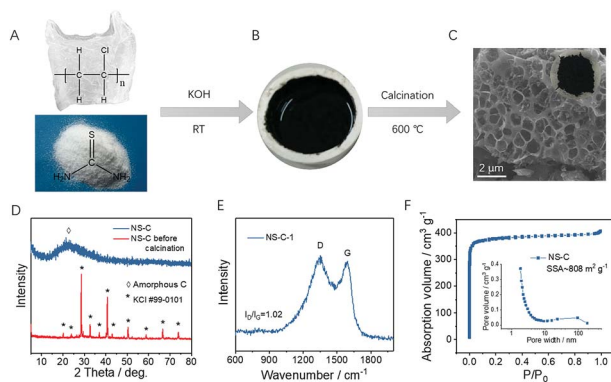 A
H
Cl
C
C
n
H
H
S
C
H₂N
NH₂
KOH
RT
B
Calcination
600 ℃
C
2 μm
D
NS-C
NS-C before
calcination
Amorphous C
* KCl #99-0101
Intensity
10 20 30 40 50 60 70 80
2 Theta / deg.
E
NS-C-1
D
G
I_D/I_G=1.02
Intensity
600 900 1200 1500 1800
Wavenumber / cm⁻¹
F
400
300
200
100
0
Absorption volume / cm³ g⁻¹
NS-C
SSA~808 m² g⁻¹
Pore volume / cm³ g⁻¹
0.4
0.3
0.2
0.1
0.0
1 10 100
Pore width / nm
0.0 0.2 0.4 0.6 0.8 1.0
P/P₀